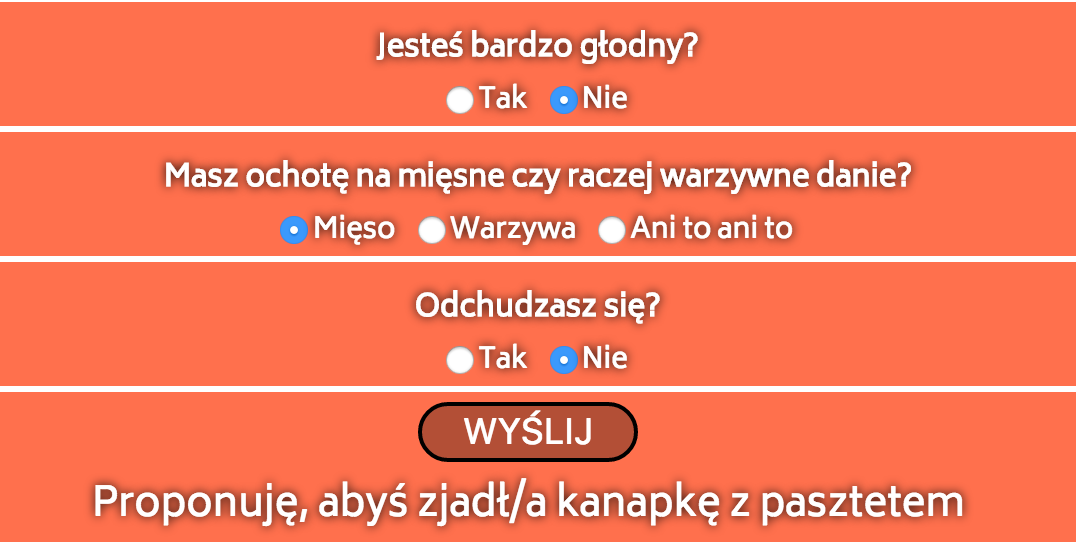 Jesteś bardzo głodny?
Tak Nie
Masz ochotę na mięsne czy raczej warzywne danie?
Mięso Warzywa Ani to ani to
Odchudzasz się?
Tak Nie
WYŚLIJ
Proponuję, abyś zjadł/a kanapkę z pasztetem